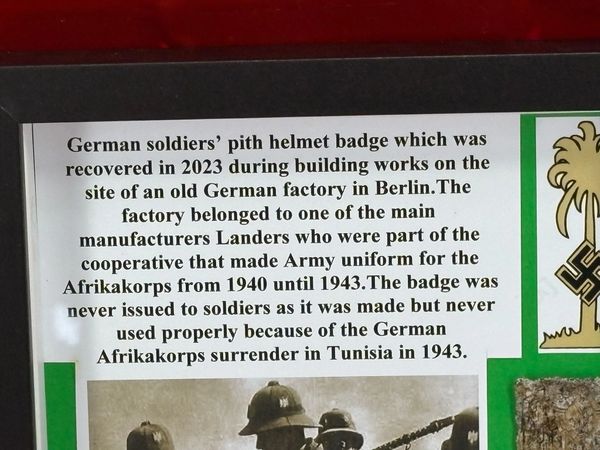 German soldiers’ pith helmet badge which was
recovered in 2023 during building works on the
site of an old German factory in Berlin.The
factory belonged to one of the main
manufacturers Landers who were part of the
cooperative that made Army uniform for the
Afrikakorps from 1940 until 1943.The badge was
never issued to soldiers as it was made but never
used properly because of the German
Afrikakorps surrender in Tunisia in 1943.